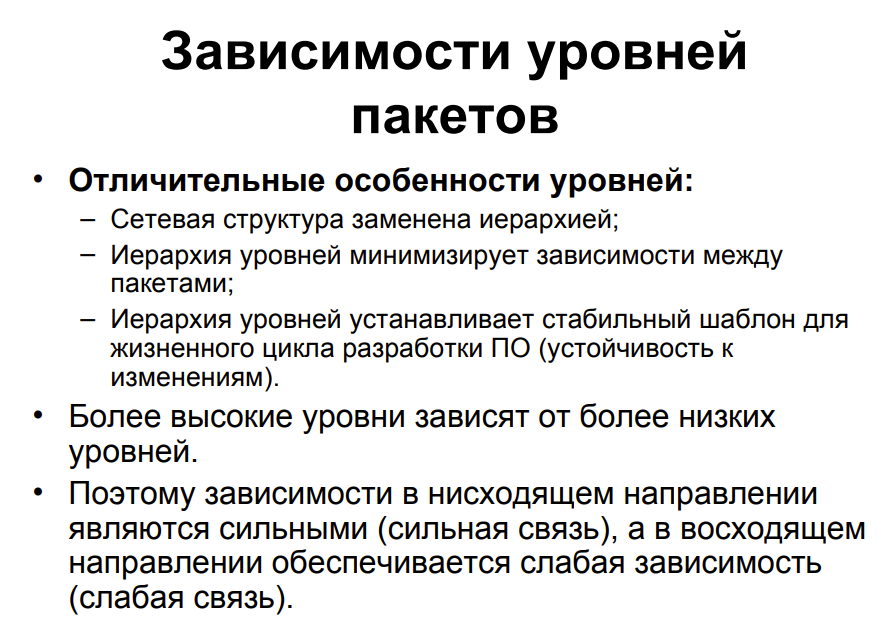 Зависимости уровней
пакетов
• Отличительные особенности уровней:
– Сетевая структура заменена иерархией;
– Иерархия уровней минимизирует зависимости между
пакетами;
– Иерархия уровней устанавливает стабильный шаблон для
жизненного цикла разработки ПО (устойчивость к
изменениям).
• Более высокие уровни зависят от более низких
уровней.
• Поэтому зависимости в нисходящем направлении
являются сильными (сильная связь), а в восходящем
направлении обеспечивается слабая зависимость
(слабая связь).